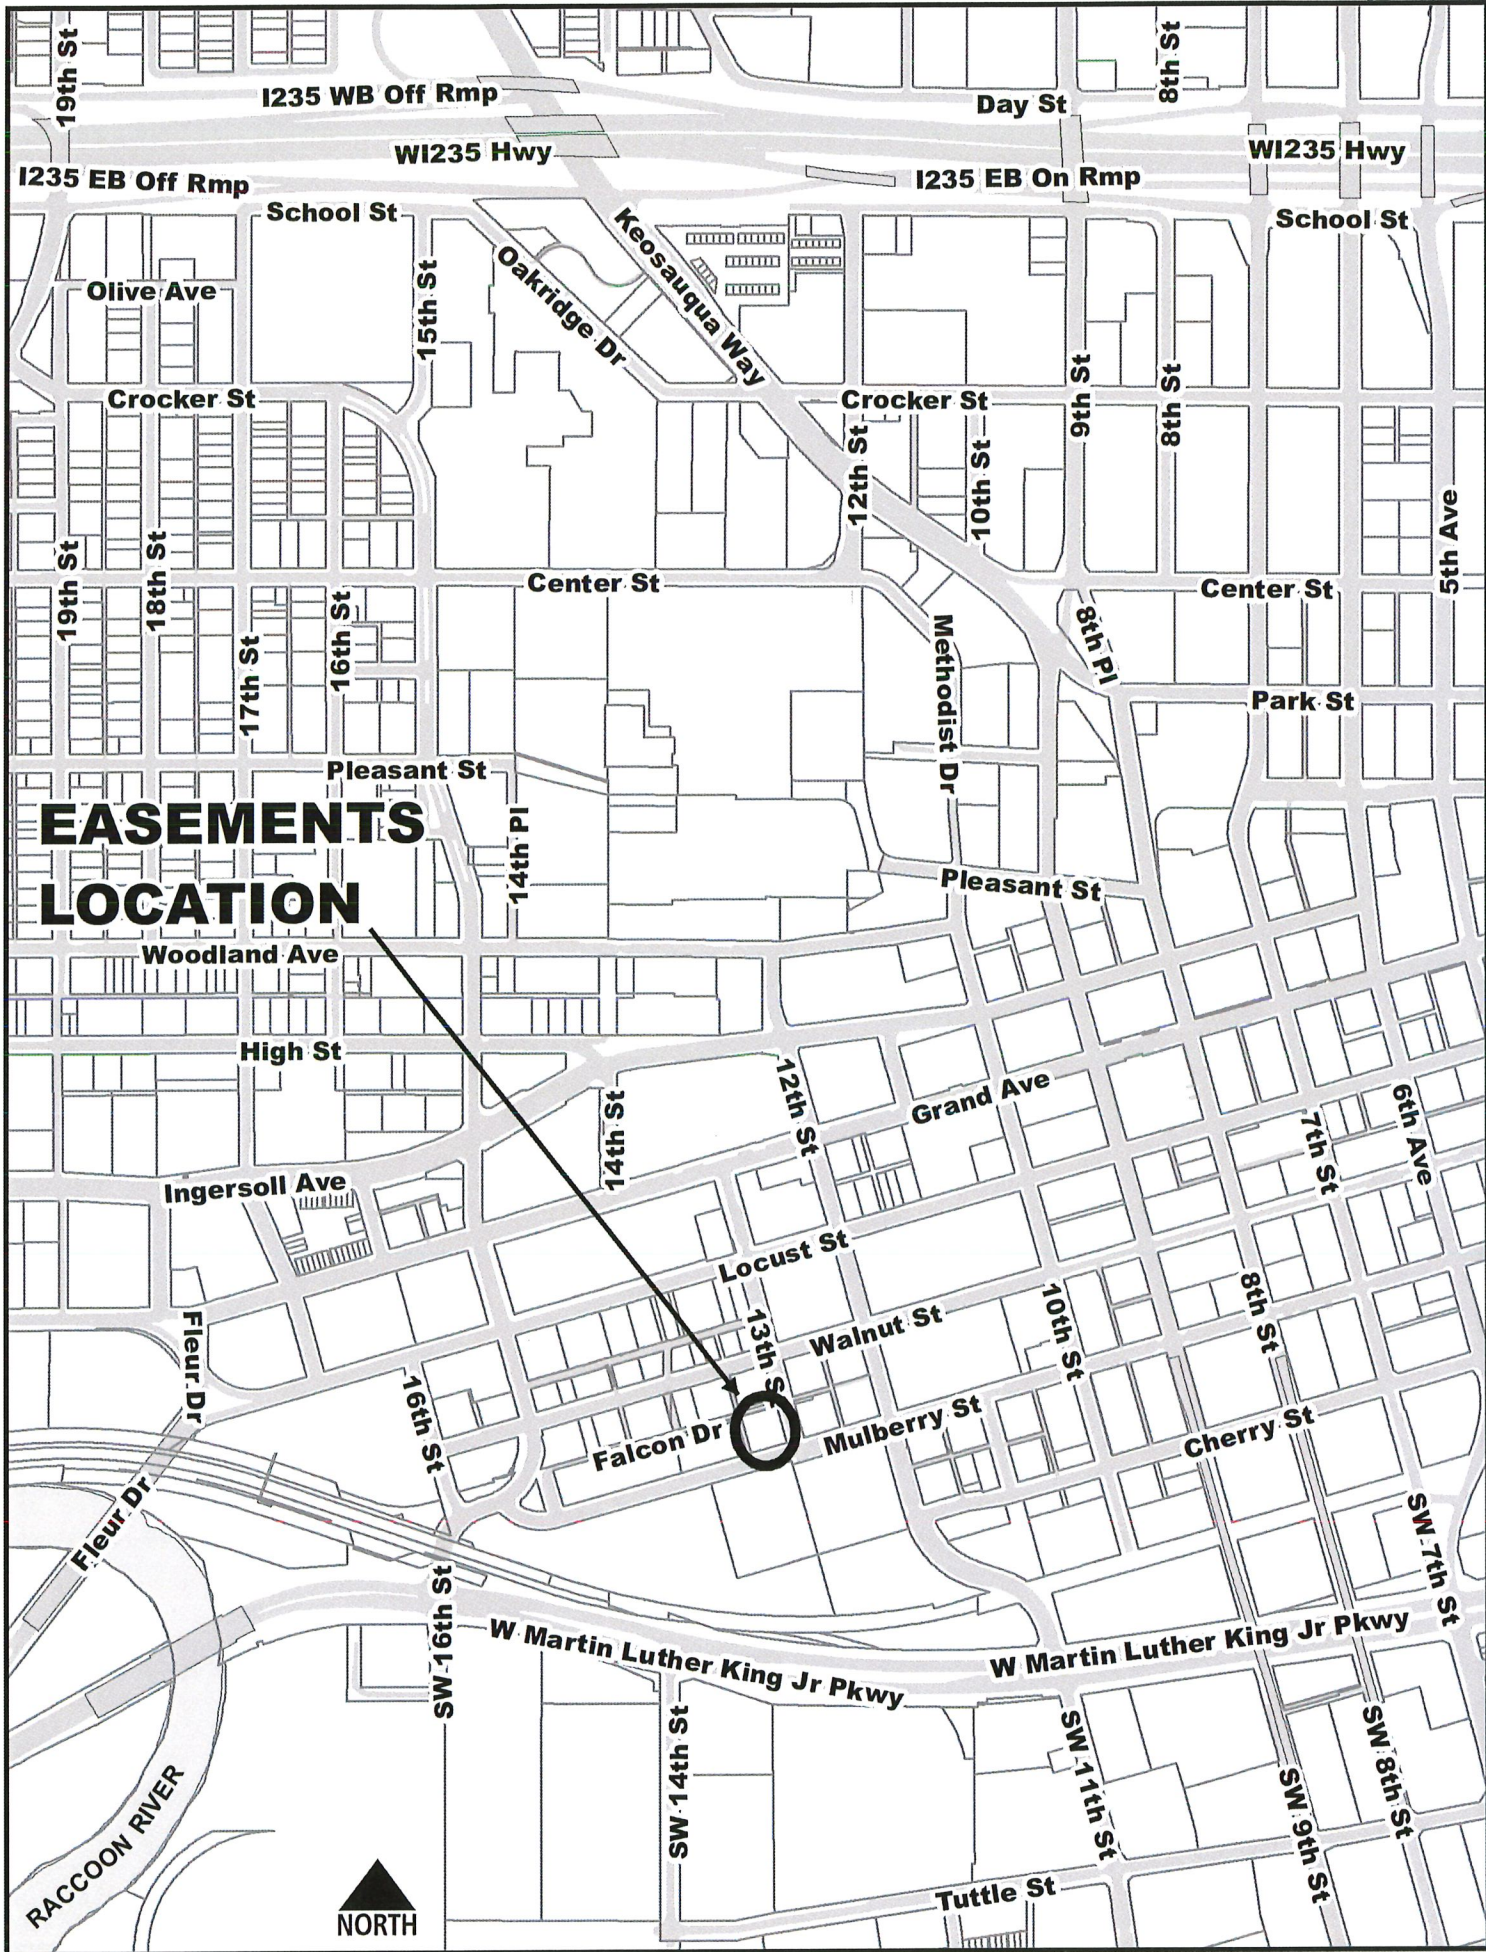 19th St
8th St
I235 WB Off Rmp
Day St
WI235 Hwy
WI235 Hwy
I235 EB Off Rmp
I235 EB On Rmp
School St
School St
Keosauqua Way
Oakridge Dr
15th St
Olive Ave
Crocker St
Crocker St
9th St
8th St
12th St
10th St
5th Ave
19th St
18th St
Center St
Center St
16th St
17th St
Methodist Dr
8th Pl
Park St
Pleasant St
EASEMENTS
LOCATION
14th Pl
Pleasant St
Woodland Ave
High St
12th St
14th St
Grand Ave
7th St
6th Ave
Ingersoll Ave
Locust St
Fleur Dr
13th St
Walnut St
10th St
8th St
16th St
Falcon Dr
Mulberry St
Cherry St
Fleur Dr
SW 7th St
SW 16th St
W Martin Luther King Jr Pkwy
W Martin Luther King Jr Pkwy
SW 14th St
SW 11th St
SW 9th St
SW 8th St
RACCOON RIVER
NORTH
Tuttle St